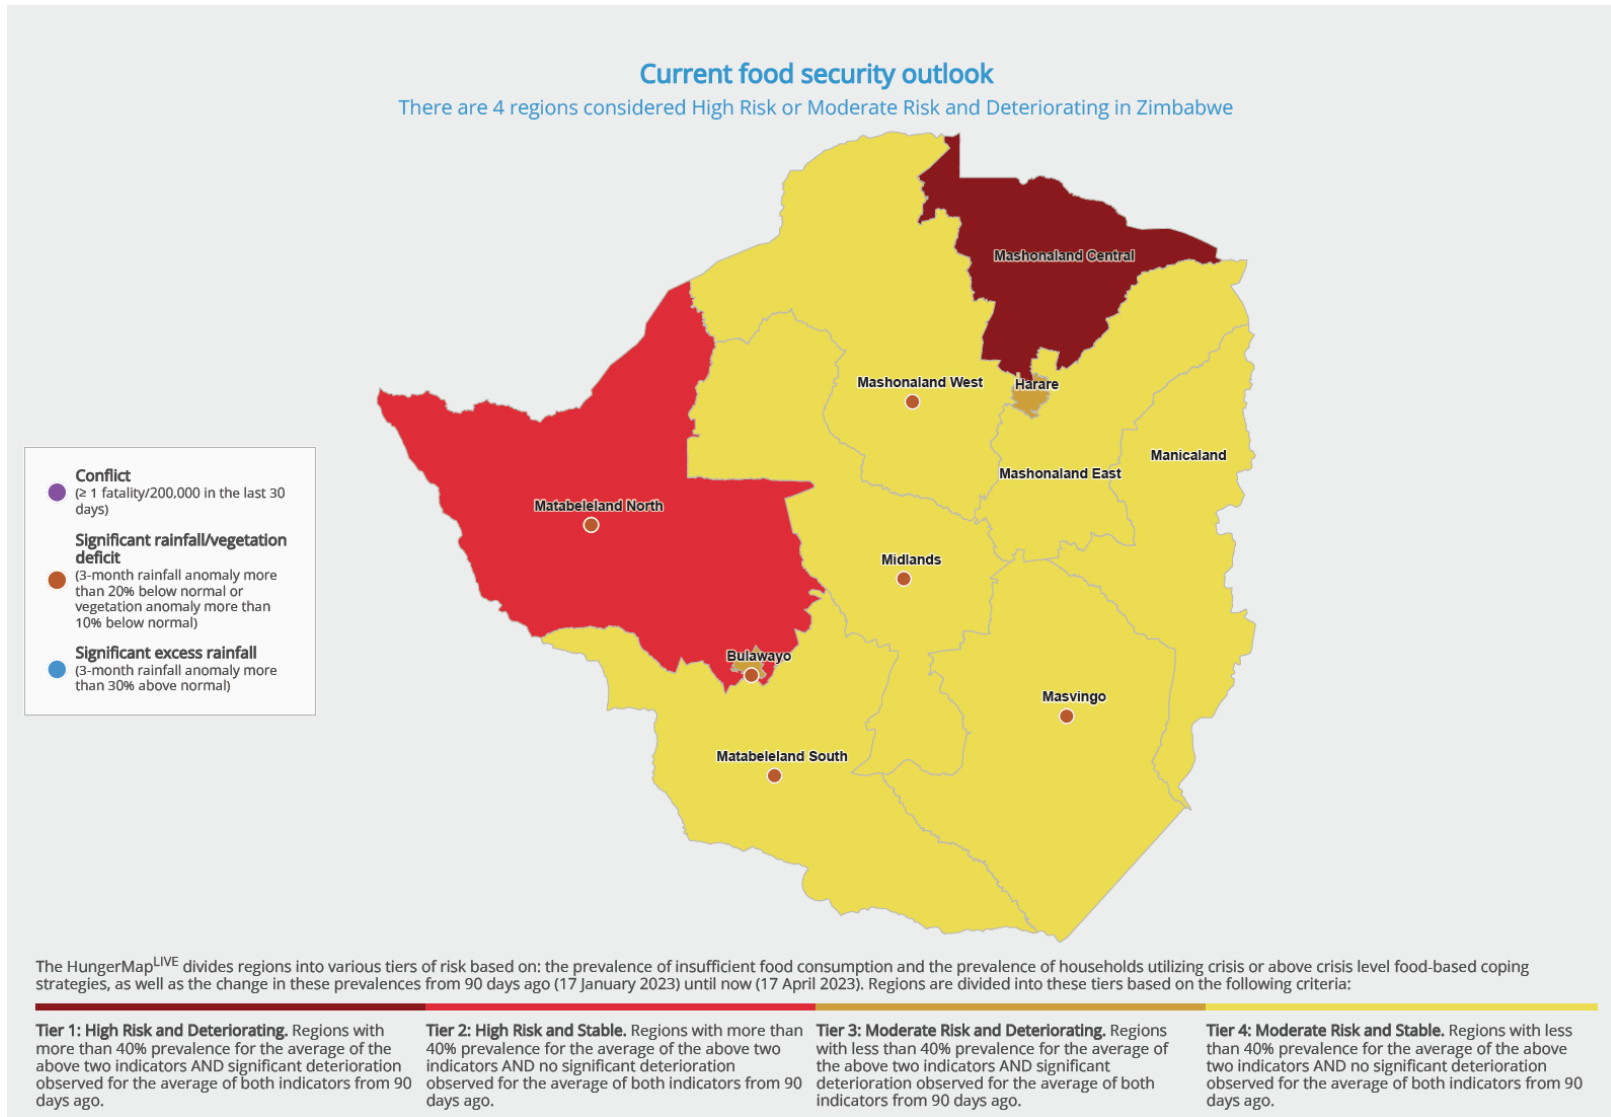 Current food security outlook
There are 4 regions considered High Risk or Moderate Risk and Deteriorating in Zimbabwe
Mashonaland Central
Mashonaland West
Harare
Manicaland
Mashonaland East
Conflict
(≥ 1 fatality/200,000 in the last 30
days)
Significant rainfall/vegetation
deficit
(3-month rainfall anomaly more
than 20% below normal or
vegetation anomaly more than
10% below normal)
Significant excess rainfall
(3-month rainfall anomaly more
than 30% above normal)
Matabeleland North
Midlands
Bulawayo
Masvingo
Matabeleland South
The HungerMapLIVE divides regions into various tiers of risk based on: the prevalence of insufficient food consumption and the prevalence of households utilizing crisis or above crisis level food-based coping
strategies, as well as the change in these prevalences from 90 days ago (17 January 2023) until now (17 April 2023). Regions are divided into these tiers based on the following criteria:
Tier 1: High Risk and Deteriorating. Regions with
more than 40% prevalence for the average of the
above two indicators AND significant deterioration
observed for the average of both indicators from 90
days ago.
Tier 2: High Risk and Stable. Regions with more than
40% prevalence for the average of the above two
indicators AND no significant deterioration
observed for the average of both indicators from 90
days ago.
Tier 3: Moderate Risk and Deteriorating. Regions
with less than 40% prevalence for the average of
the above two indicators AND significant
deterioration observed for the average of both
indicators from 90 days ago.
Tier 4: Moderate Risk and Stable. Regions with less
than 40% prevalence for the average of the above
two indicators AND no significant deterioration
observed for the average of both indicators from 90
days ago.